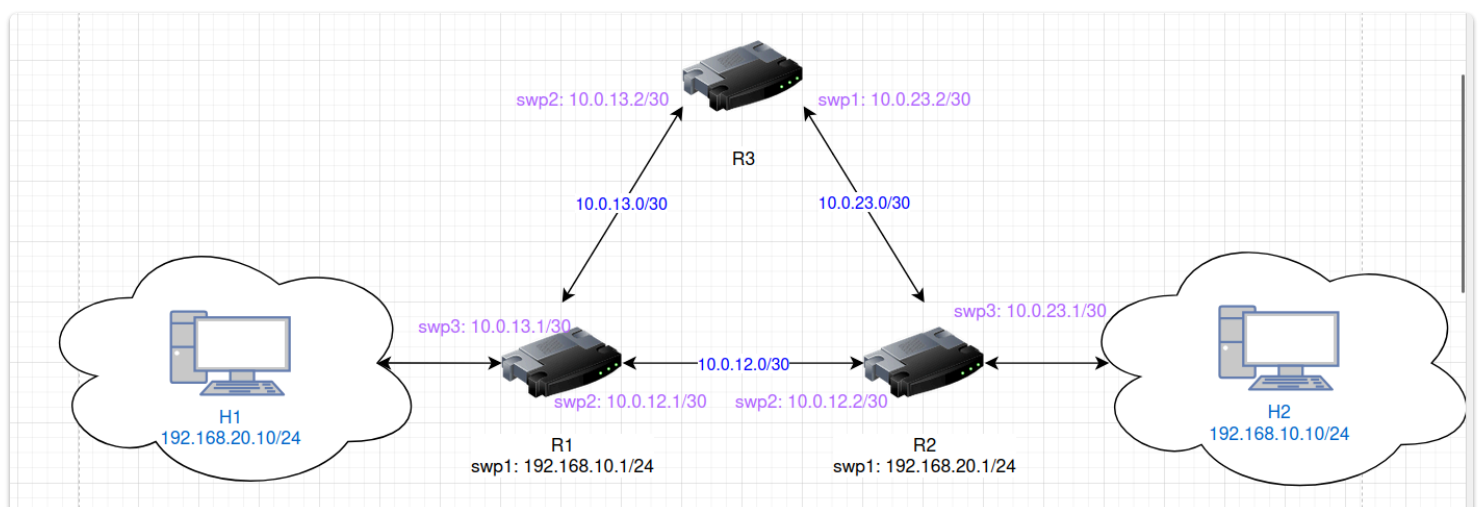 swp2: 10.0.13.2/30
swp1: 10.0.23.2/30
R3
10.0.13.0/30
10.0.23.0/30
swp3: 10.0.13.1/30
swp3: 10.0.23.1/30
10.0.12.0/30
swp2: 10.0.12.1/30
swp2: 10.0.12.2/30
H1
192.168.20.10/24
H2
192.168.10.10/24
R1
swp1: 192.168.10.1/24
R2
swp1: 192.168.20.1/24